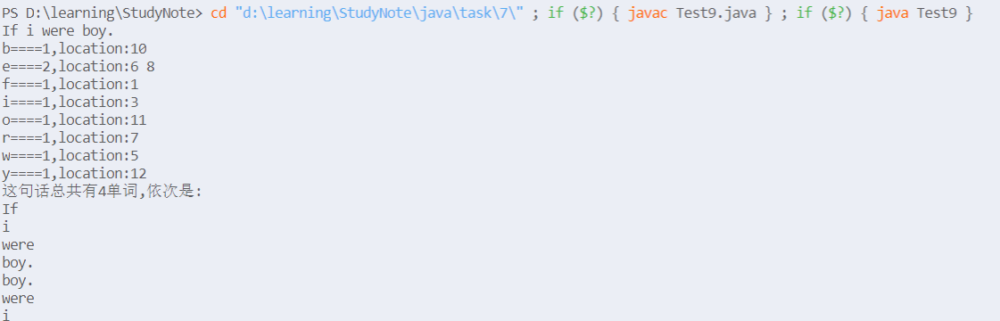 PS D:\learning\StudyNote> cd "d:\learning\StudyNote\java\task\7\" ; if ($?) { javac Test9.java } ; if ($?) { java Test9 }
If i were boy.
b====1,location:10
e====2,location:6 8
f====1,location:1
i====1,location:3
o====1,location:11
r====1,location:7
w====1,location:5
y====1,location:12
这句话总共有4单词,依次是:
If
i
were
boy.
boy.
were
i